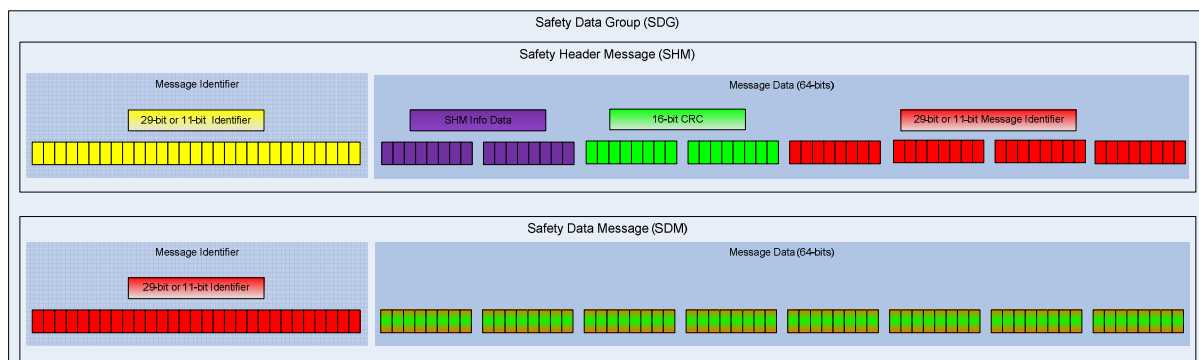 Safety Data Group (SDG)
Safety Header Message (SHM)
Message Identifier
Message Data (64-bits)
29-bit or 11-bit Identifier
SHM Info Data
16-bit CRC
29-bit or 11-bit Message Identifier
Safety Data Message (SDM)
Message Identifier
Message Data (64-bits)
29-bit or 11-bit Identifier